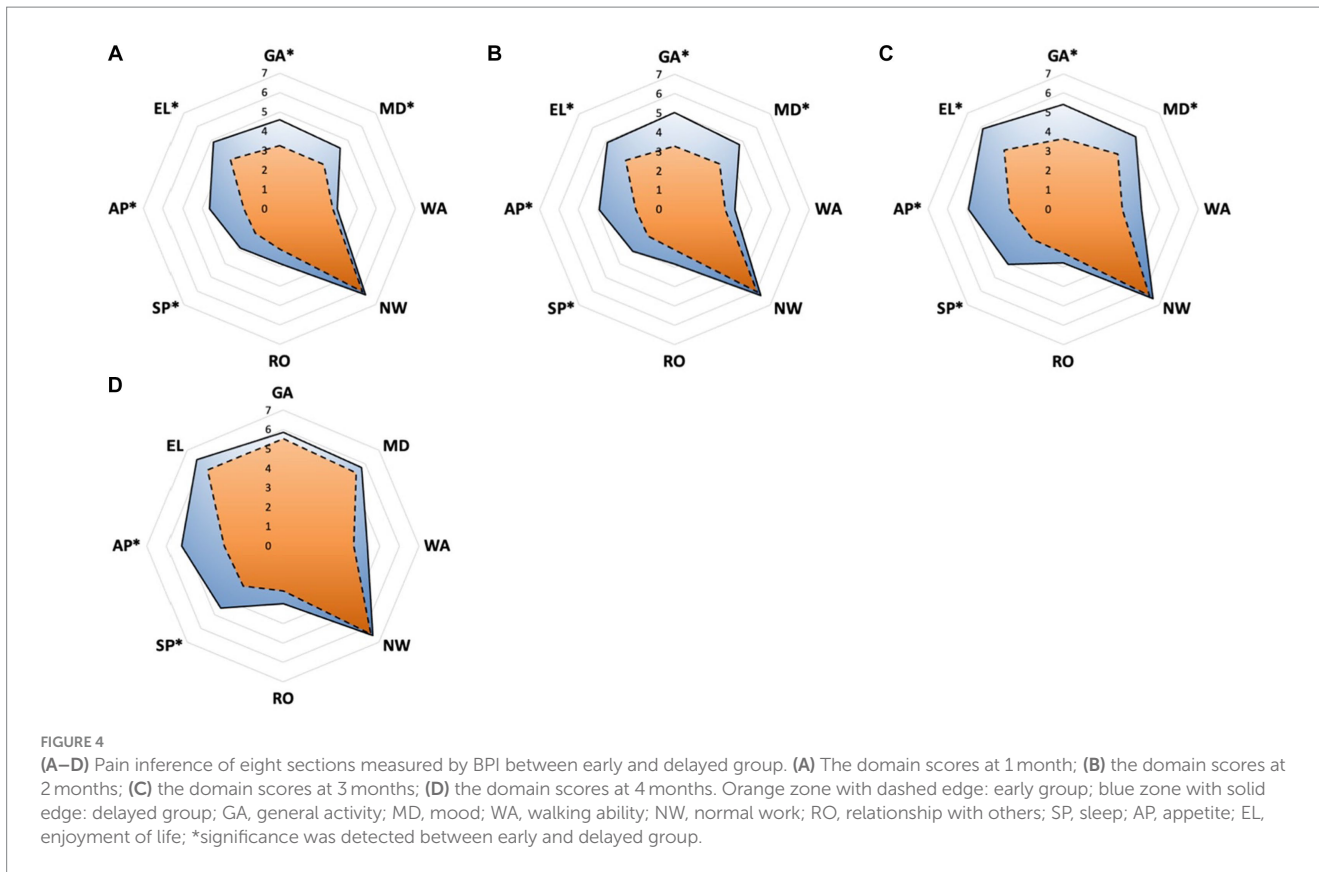 A
GA*
7
6
5
4
3
2
1
0
EL*
MD*
AP*
WA
SP*
NW
RO
B
GA*
7
6
5
4
3
2
1
0
EL*
MD*
AP*
WA
SP*
NW
RO
C
GA*
7
6
5
4
3
2
1
0
EL*
MD*
AP*
WA
SP*
NW
RO
D
GA
7
6
5
4
3
2
1
0
EL
MD
AP*
WA
SP*
NW
RO
FIGURE 4
(A–D) Pain inference of eight sections measured by BPI between early and delayed group. (A) The domain scores at 1 month; (B) the domain scores at
2 months; (C) the domain scores at 3 months; (D) the domain scores at 4 months. Orange zone with dashed edge: early group; blue zone with solid
edge: delayed group; GA, general activity; MD, mood; WA, walking ability; NW, normal work; RO, relationship with others; SP, sleep; AP, appetite; EL,
enjoyment of life; *significance was detected between early and delayed group.